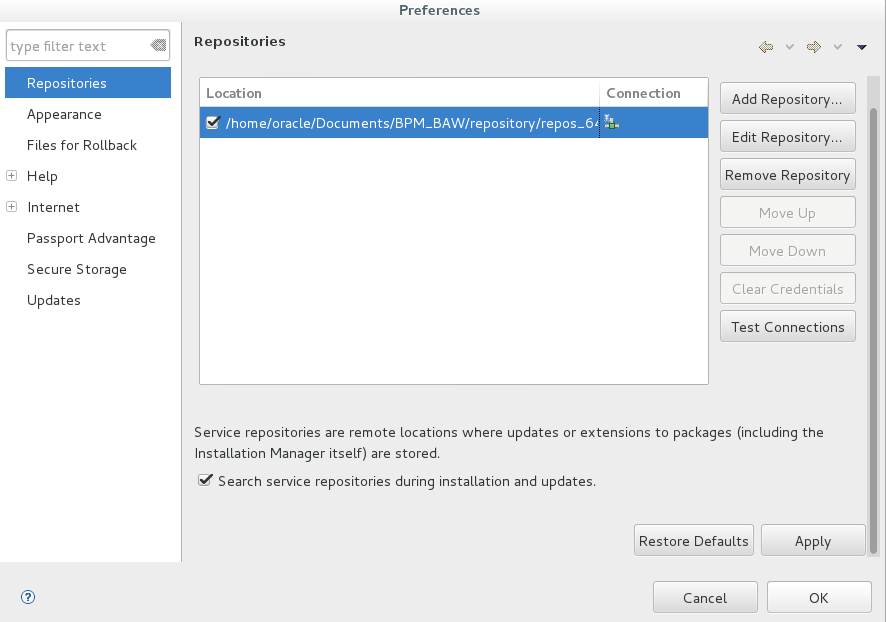 Preferences
type filter text
Repositories
Appearance
Files for Rollback
Help
Internet
Passport Advantage
Secure Storage
Updates
Repositories
Location Connection
/home/oracle/Documents/BPM_BAW/repository/repos_64
Add Repository...
Edit Repository...
Remove Repository
Move Up
Move Down
Clear Credentials
Test Connections
Service repositories are remote locations where updates or extensions to packages (including the
Installation Manager itself) are stored.
Search service repositories during installation and updates.
Restore Defaults Apply
Cancel OK